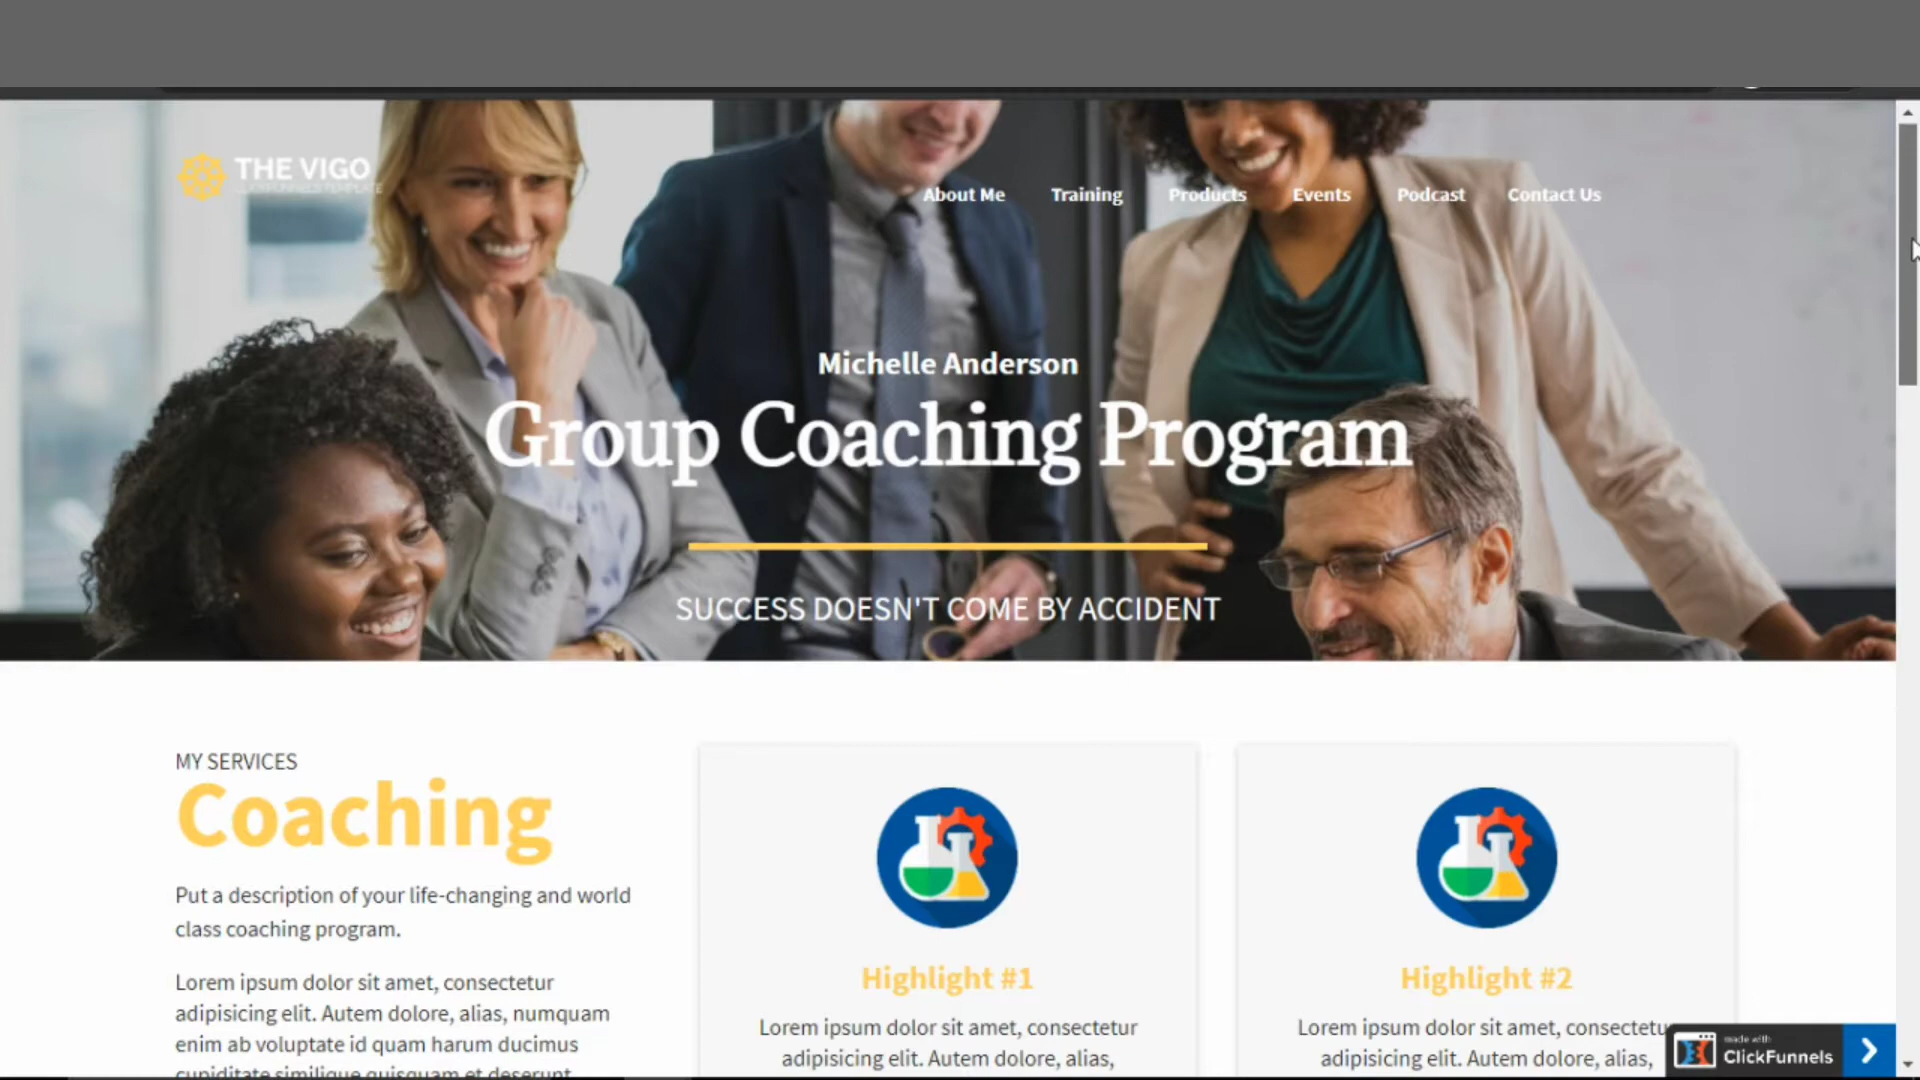 THE VIGO
CLICKFUNNELS TEMPLATE
About Me Training Products Events Podcast Contact Us
Michelle Anderson
Group Coaching Program
SUCCESS DOESN'T COME BY ACCIDENT
MY SERVICES
Coaching
Put a description of your life-changing and world
class coaching program.
Lorem ipsum dolor sit amet, consectetur
adipisicing elit. Autem dolore, alias, numquam
enim ab voluptate id quam harum ducimus
cupiditate similique quisquam et deserunt
Highlight #1
Lorem ipsum dolor sit amet, consectetur
adipisicing elit. Autem dolore, alias,
Highlight #2
Lorem ipsum dolor sit amet, consectetu
adipisicing elit. Autem dolore, alias,
made with
ClickFunnels